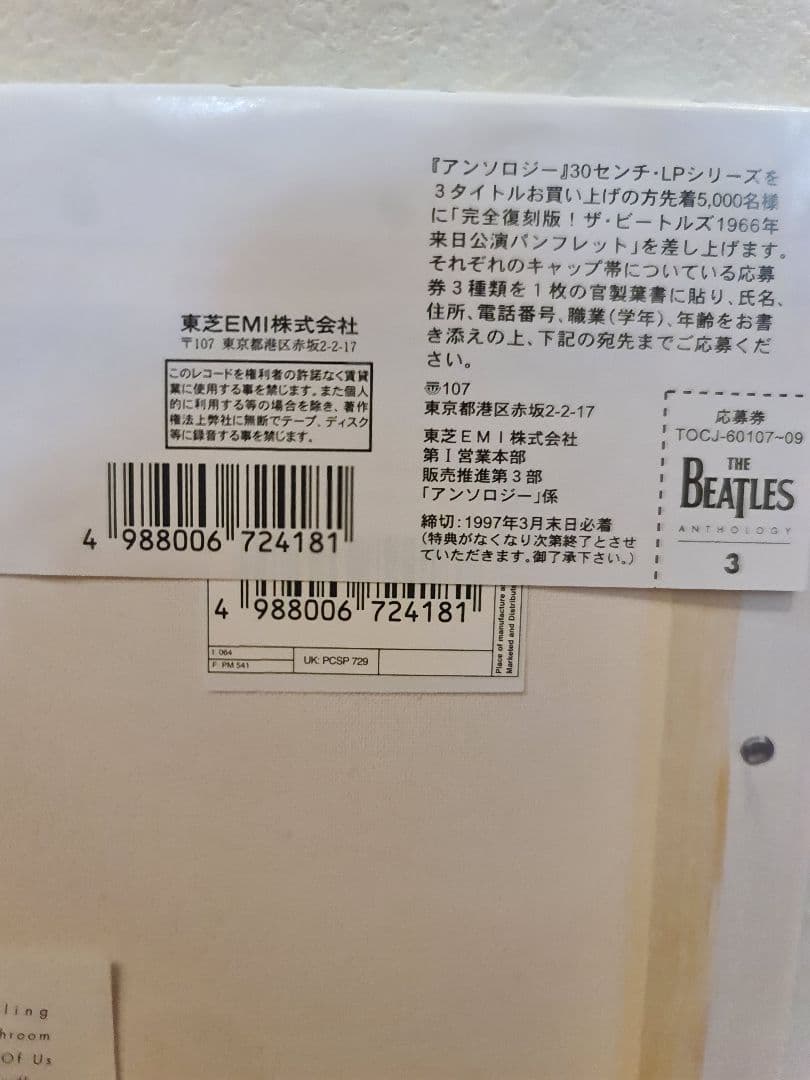 『アンソロジー』30センチ・LPシリーズを
3タイトルお買い上げの方先着5,000名様
に「完全復刻版！ザ・ビートルズ1966年
来日公演パンフレット」を差し上げます。
それぞれのキャップ帯についている応募
券3種類を1枚の官製葉書に貼り、氏名、
住所、電話番号、職業(学年)、年齢をお書
き添えの上、下記の宛先までご応募くだ
さい。
〠107
東京都港区赤坂2-2-17
東芝EMI株式会社
第I営業本部
販売推進第3部
「アンソロジー」係
締切：1997年3月末日必着
(特典がなくなり次第終了とさせ
ていただきます。御了承下さい。)
応募券
TOCJ-60107~09
THE
BEATLES
ANTHOLOGY
3
東芝EMI株式会社
〒107 東京都港区赤坂2-2-17
このレコードを権利者の許諾なく賃貸
業に使用する事を禁じます。また個人
的に利用する等の場合を除き、著作
権法上弊社に無断でテープ、ディスク
等に録音する事を禁じます。
4 988006 724181
4 988006 724181
I: 064
F: PM 541
UK: PCSP 729
Place of manufacture
Marketed and Distribut
ling
hroom
Of Us